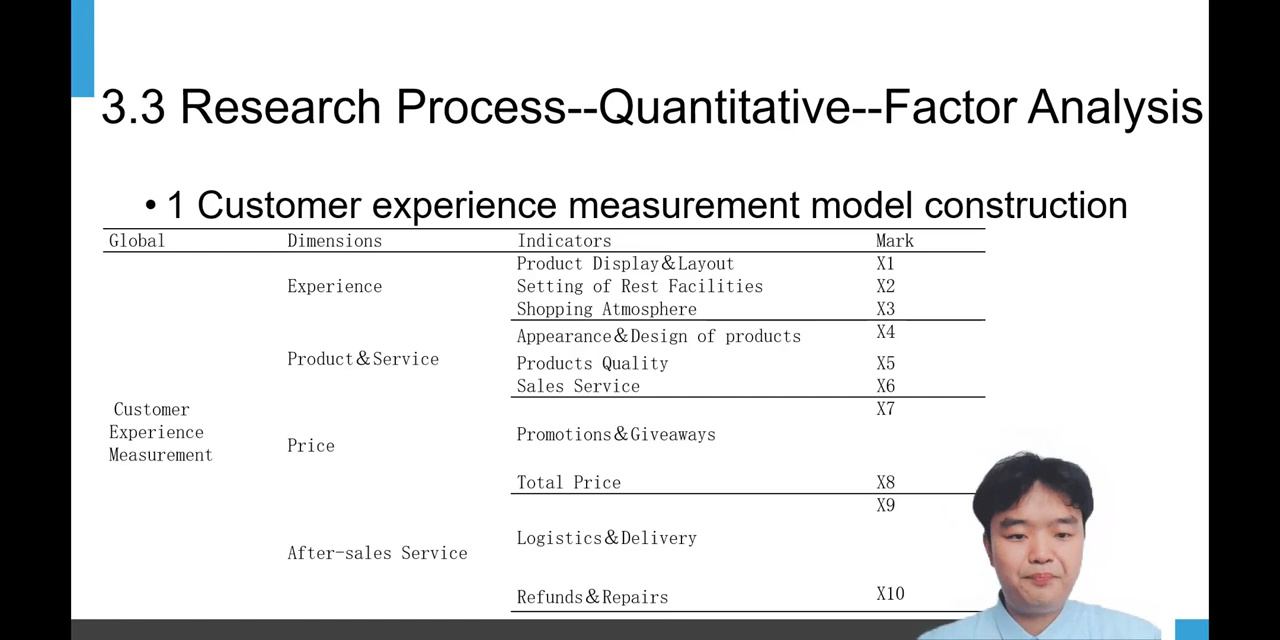 3.3 Research Process--Quantitative--Factor Analysis
• 1 Customer experience measurement model construction
Global Dimensions Indicators Mark
Product Display&Layout X1
Experience Setting of Rest Facilities X2
Shopping Atmosphere X3
Appearance&Design of products X4
Product&Service
Products Quality X5
Sales Service X6
X7
Customer
Experience
Measurement
Promotions&Giveaways
Price
Total Price X8
X9
Logistics&Delivery
After-sales Service
Refunds&Repairs X10